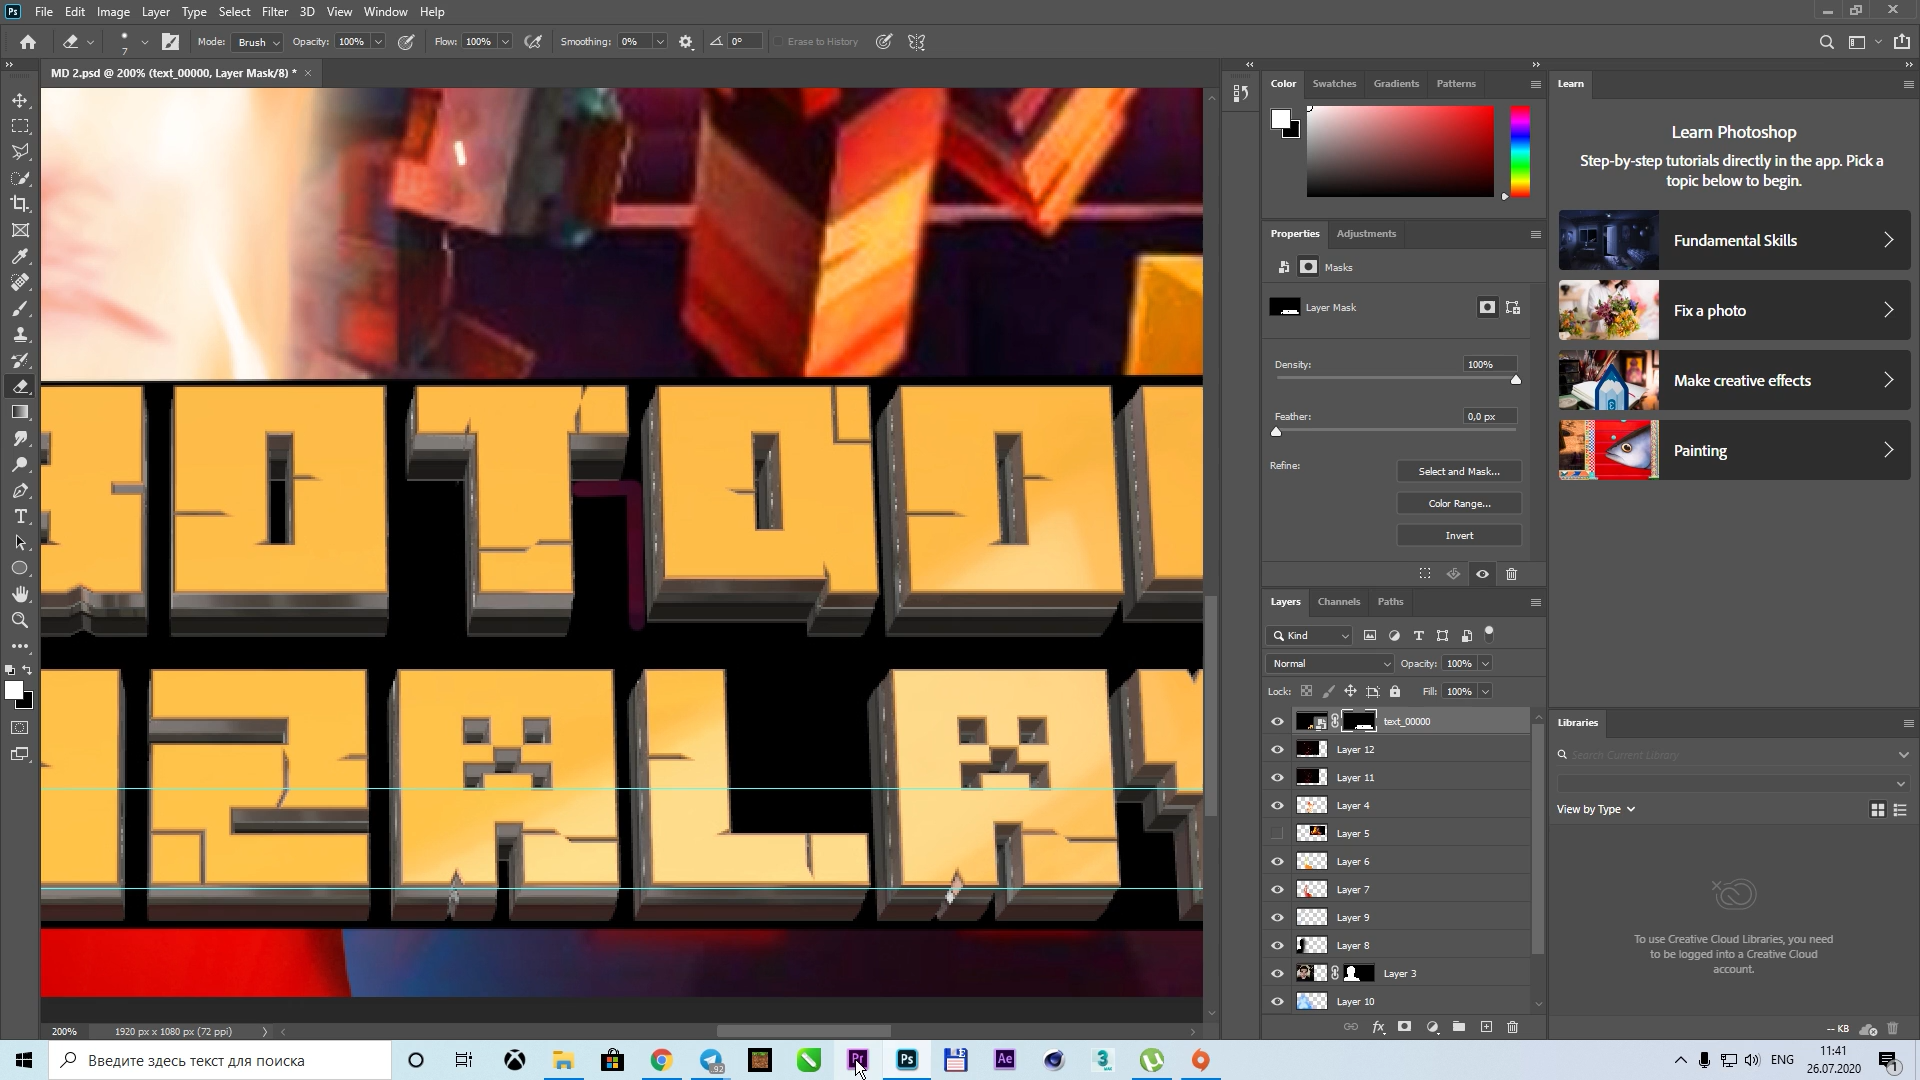 File Edit Image Layer Type Select Filter 3D View Window Help
7 Mode: Brush Opacity: 100% Flow: 100% Smoothing: 0% 0° Erase to History
MD 2.psd @ 200% (text_00000, Layer Mask/8) *
Color Swatches Gradients Patterns
Properties Adjustments
Masks
Layer Mask
Density: 100%
Feather: 0,0 px
Refine:
Select and Mask...
Color Range...
Invert
Layers Channels Paths
Kind
Normal Opacity: 100%
Lock: Fill: 100%
text_00000
Layer 12
Layer 11
Layer 4
Layer 5
Layer 6
Layer 7
Layer 9
Layer 8
Layer 3
Layer 10
Learn
Learn Photoshop
Step-by-step tutorials directly in the app. Pick a
topic below to begin.
Fundamental Skills
Fix a photo
Make creative effects
Painting
Libraries
Search Current Library
View by Type
To use Creative Cloud Libraries, you need
to be logged into a Creative Cloud
account.
-- KB
200% 1920 px x 1080 px (72 ppi)
Введите здесь текст для поиска
92
Pr
Ps
Ae
3
ENG
11:41
26.07.2020
1